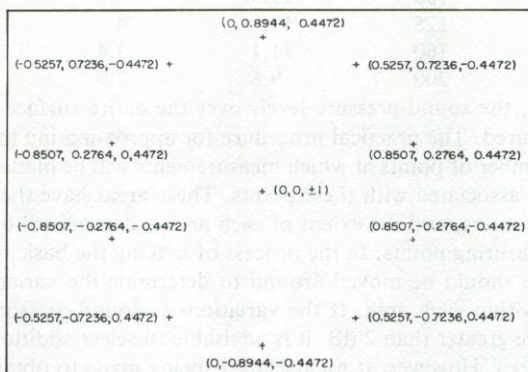 (0, 0.8944, 0.4472)
+
(-0.5257, 0.7236,-0.4472) + + (0.5257, 0.7236,-0.4472)
+ +
(-0.8507, 0.2764, 0,4472) (0.8507, 0.2764, 0.4472)
+ (0,0, ±1)
(-0.8507, -0.2764, -0.4472) (0.8507,-0.2764,-0.4472)
+ +
(-0.5257,-0.7236, 0.4472) + + (0.5257,-0.7236, 0.4472)
+
(0,-0.8944,-0.4472)